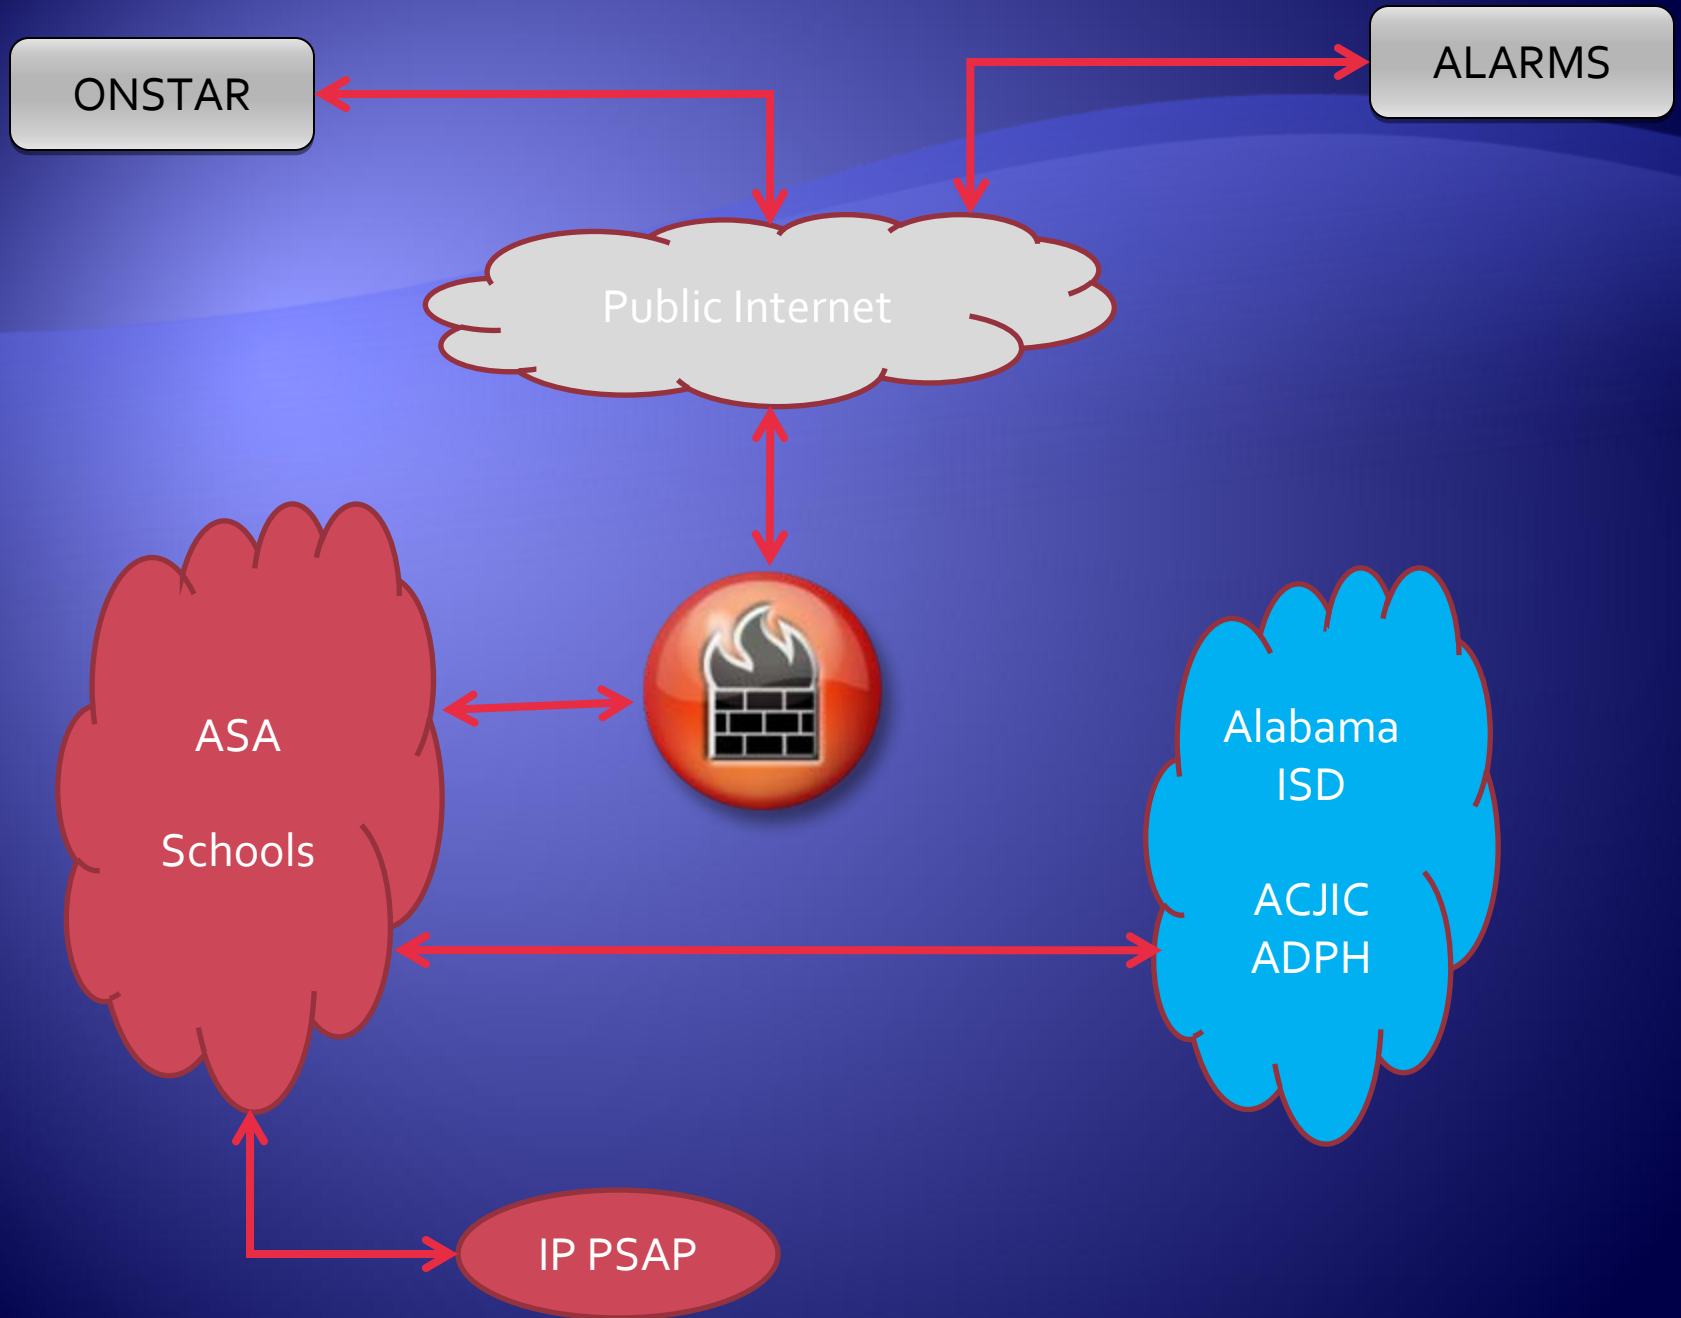 ONSTAR
ALARMS
Public Internet
ASA
Schools
Alabama
ISD
ACJIC
ADPH
IP PSAP